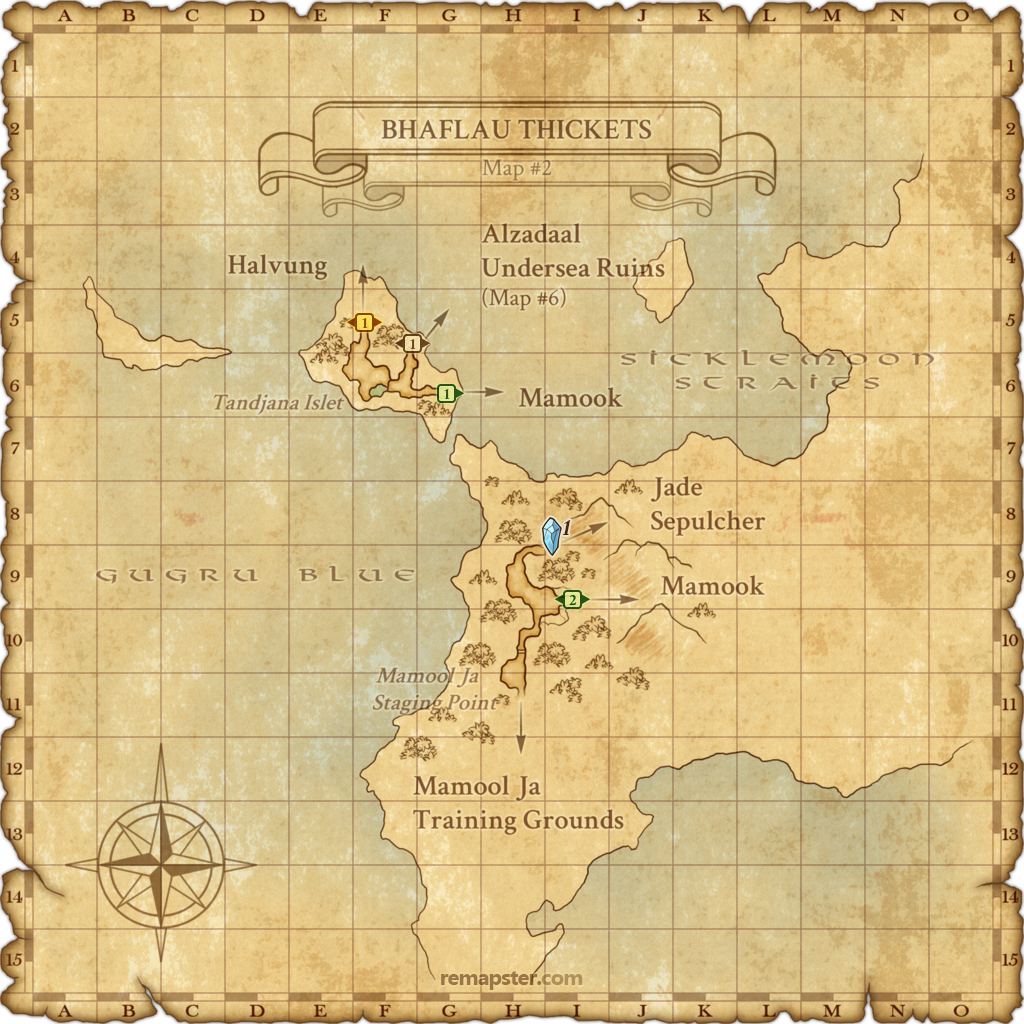 A B C D E F G H I J K L M N O
BHAFLAU THICKETS
Map #2
Alzadaal
Undersea Ruins
(Map #6)
Halvung
1
1
SICKLEMOON
STRAITS
1
Mamook
Tandjana Islet
Jade
Sepulcher
1
GUGRU BLUE
Mamook
2
Mamool Ja
Staging Point
Mamool Ja
Training Grounds
remapster.com
1 2 3 4 5 6 7 8 9 10 11 12 13 14 15
1 2 3 4 5 6 7 8 9 10 11 12 13 14 15
A B C D E F G H I J K L M N O